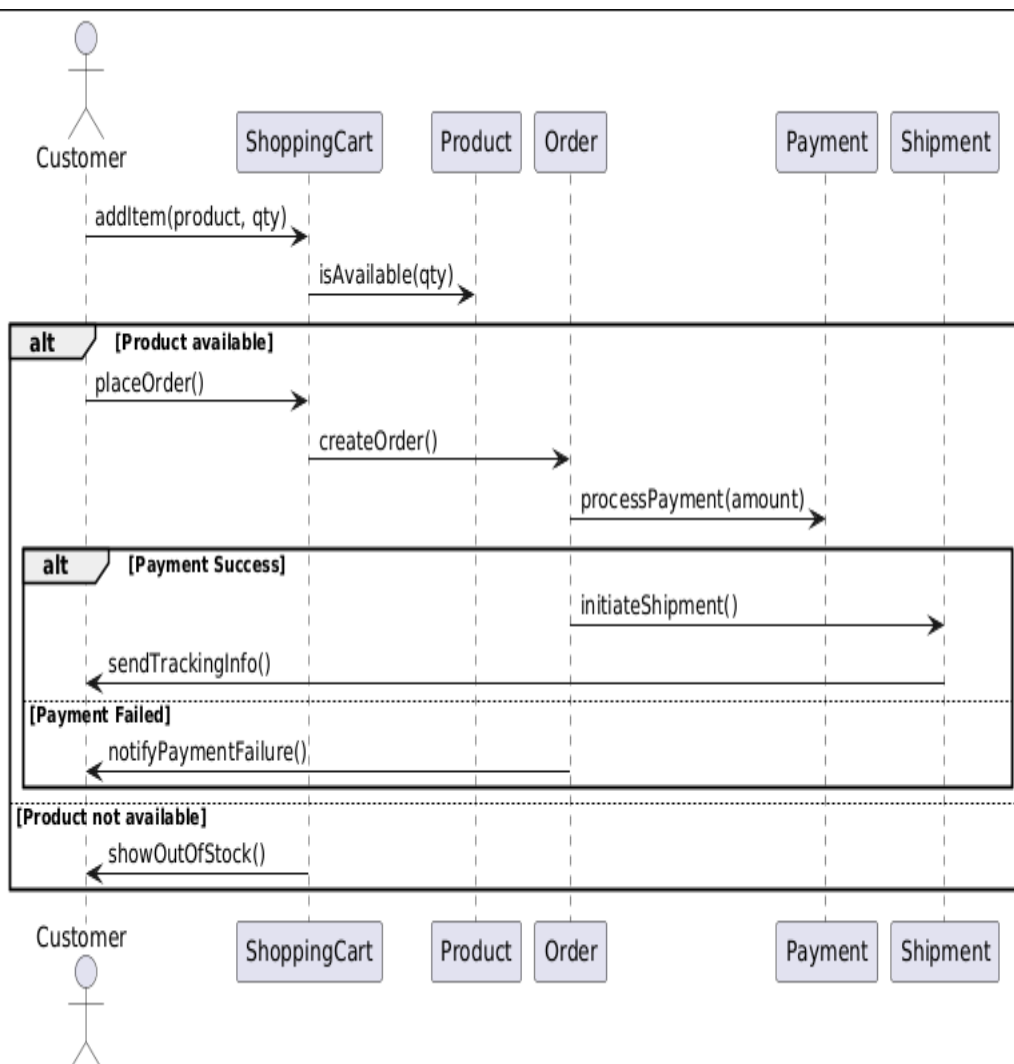 Customer
ShoppingCart
Product
Order
Payment
Shipment
addItem(product, qty)
isAvailable(qty)
alt [Product available]
placeOrder()
createOrder()
processPayment(amount)
alt [Payment Success]
initiateShipment()
sendTrackingInfo()
[Payment Failed]
notifyPaymentFailure()
[Product not available]
showOutOfStock()
Customer
ShoppingCart
Product
Order
Payment
Shipment